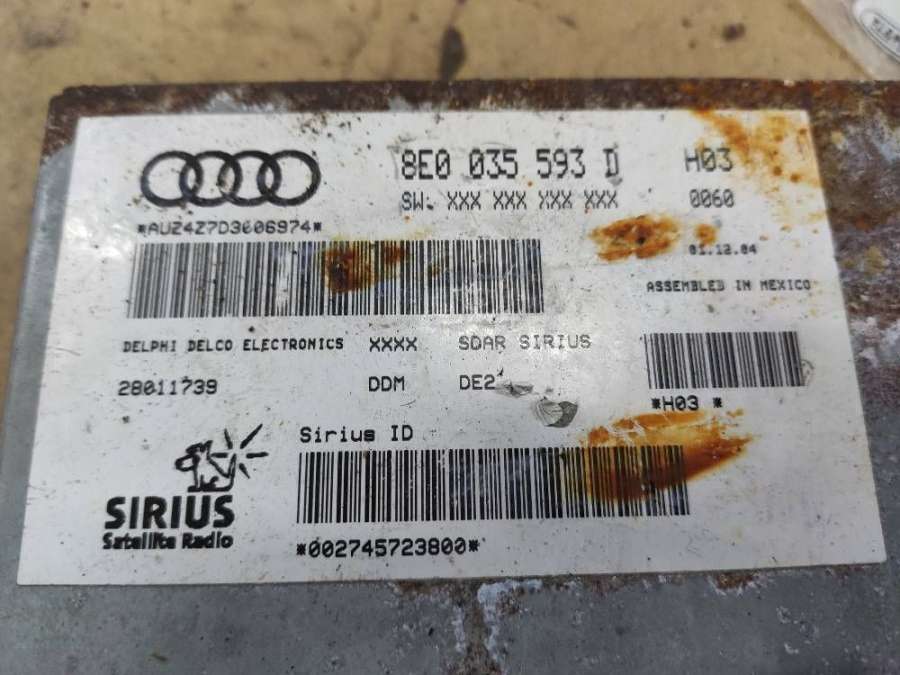 8E0 035 593 D H03
SW. XXX XXX XXX XXX 0060
*AUZ4Z7D3606974*
01.12.04
ASSEMBLED IN MEXICO
DELPHI DELCO ELECTRONICS XXXX SDAR SIRIUS
28011739 DDM DE2
*H03 *
Sirius ID
SIRIUS
Satellite Radio
*002745723800*